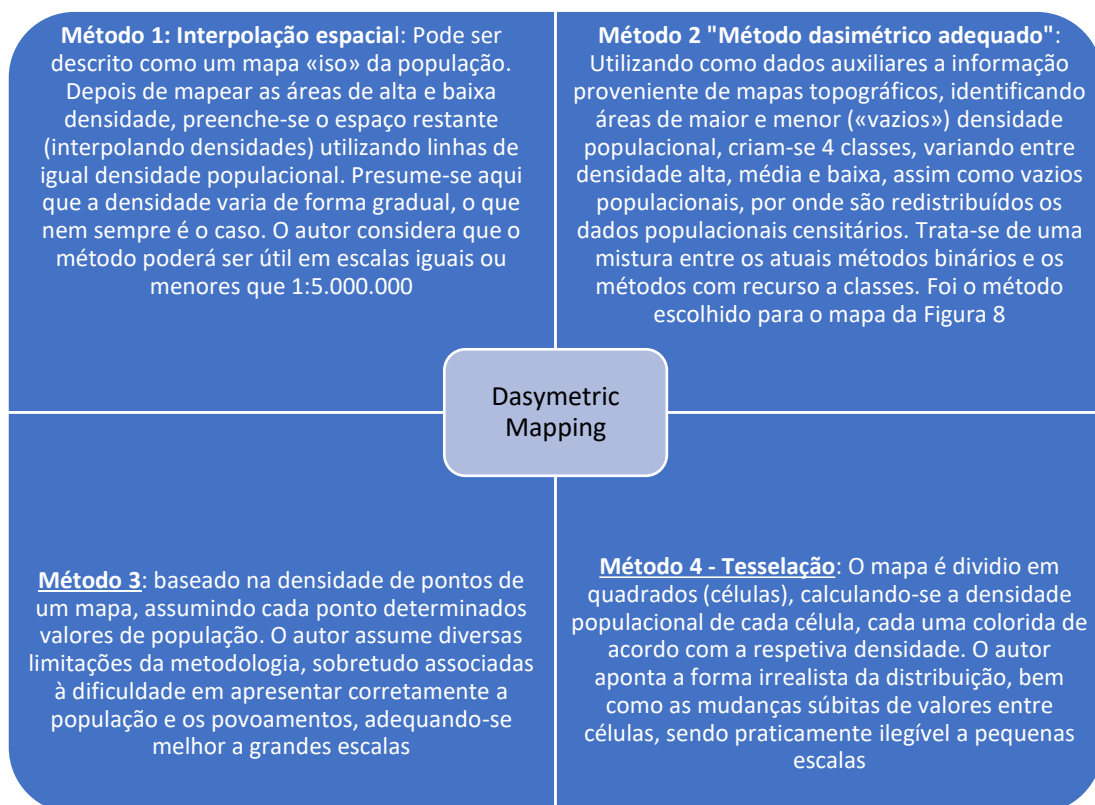 Método 1: Interpolação espacial: Pode ser
descrito como um mapa «iso» da população.
Depois de mapear as áreas de alta e baixa
densidade, preenche-se o espaço restante
(interpolando densidades) utilizando linhas de
igual densidade populacional. Presume-se aqui
que a densidade varia de forma gradual, o que
nem sempre é o caso. O autor considera que o
método poderá ser útil em escalas iguais ou
menores que 1:5.000.000
Método 2 "Método dasimétrico adequado":
Utilizando como dados auxiliares a informação
proveniente de mapas topográficos, identificando
áreas de maior e menor («vazios») densidade
populacional, criam-se 4 classes, variando entre
densidade alta, média e baixa, assim como vazios
populacionais, por onde são redistribuídos os
dados populacionais censitários. Trata-se de uma
mistura entre os atuais métodos binários e os
métodos com recurso a classes. Foi o método
escolhido para o mapa da Figura 8
Dasymetric
Mapping
Método 3: baseado na densidade de pontos de
um mapa, assumindo cada ponto determinados
valores de população. O autor assume diversas
limitações da metodologia, sobretudo associadas
à dificuldade em apresentar corretamente a
população e os povoamentos, adequando-se
melhor a grandes escalas
Método 4 - Tesselação: O mapa é dividio em
quadrados (células), calculando-se a densidade
populacional de cada célula, cada uma colorida de
acordo com a respetiva densidade. O autor
aponta a forma irrealista da distribuição, bem
como as mudanças súbitas de valores entre
células, sendo praticamente ilegível a pequenas
escalas